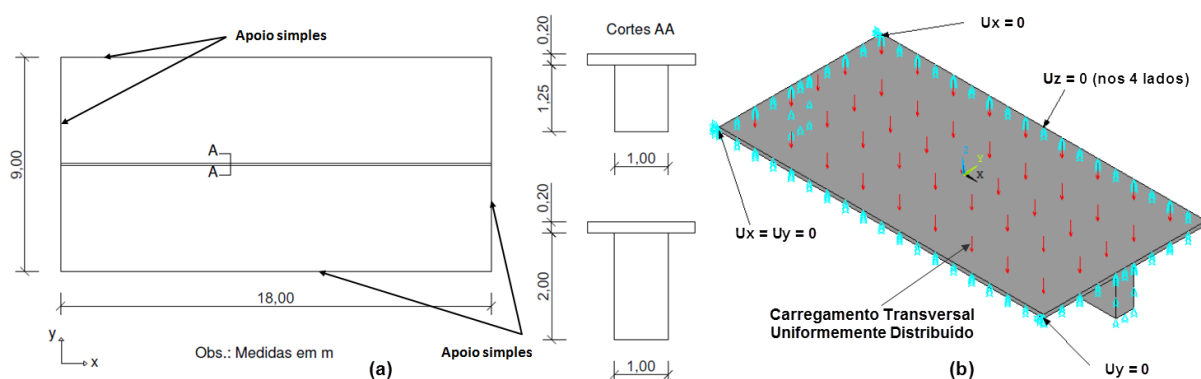 Apoio simples
9,00
A
A
18,00
y
x
Obs.: Medidas em m
(a)
Apoio simples
Cortes AA
0,20
1,25
1,00
0,20
2,00
1,00
Ux = 0
Uz = 0 (nos 4 lados)
Z
Y
X
Ux = Uy = 0
Carregamento Transversal
Uniformemente Distribuído
(b)
Uy = 0